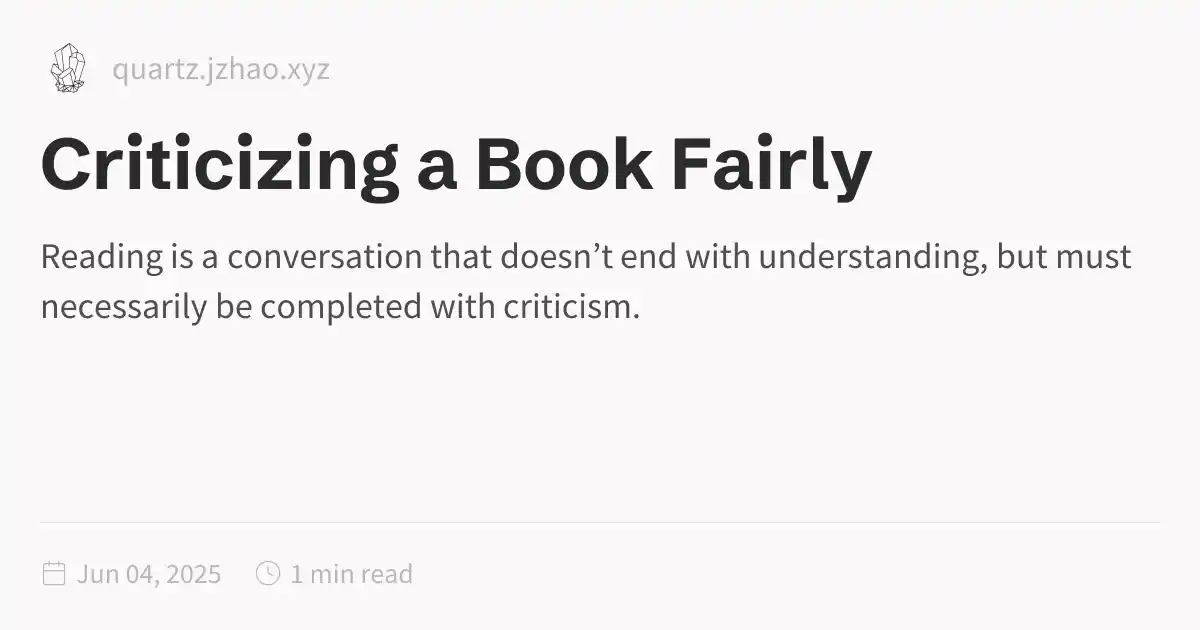 quartz.jzhao.xyz
Criticizing a Book Fairly
Reading is a conversation that doesn’t end with understanding, but must
necessarily be completed with criticism.
Jun 04, 2025 1 min read